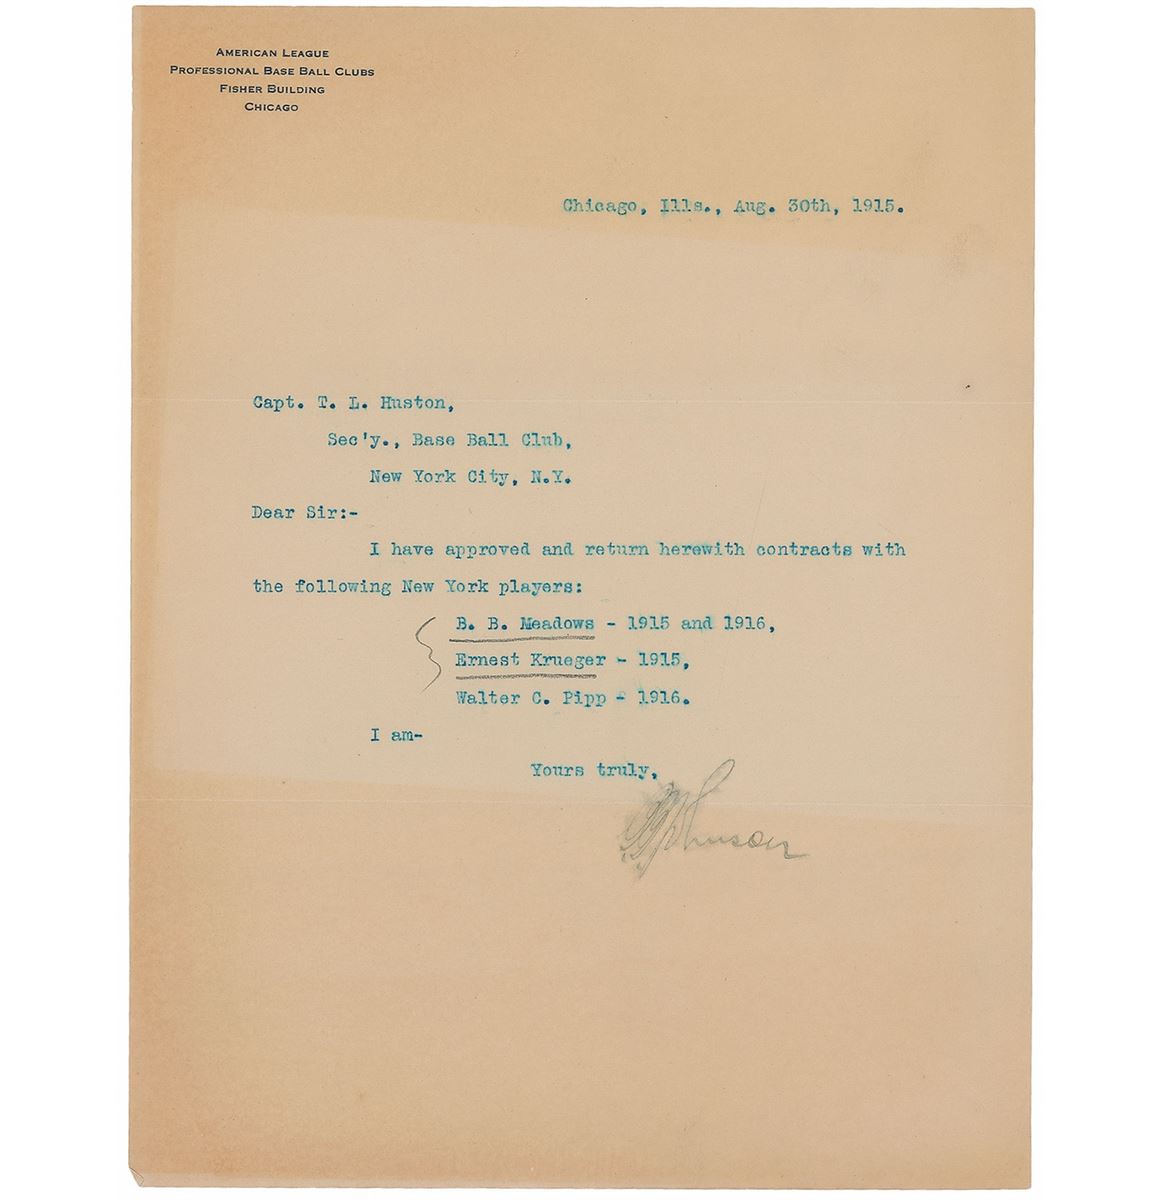 AMERICAN LEAGUE
PROFESSIONAL BASE BALL CLUBS
FISHER BUILDING
CHICAGO
Chicago, Ills., Aug. 30th, 1915.
Capt. T. L. Huston,
Sec'y., Base Ball Club,
New York City, N.Y.
Dear Sir:-
I have approved and return herewith contracts with
the following New York players:
B. B. Meadows - 1915 and 1916,
Ernest Krueger - 1915,
Walter C. Pipp - 1916.
I am-
Yours truly,
BBJohnson